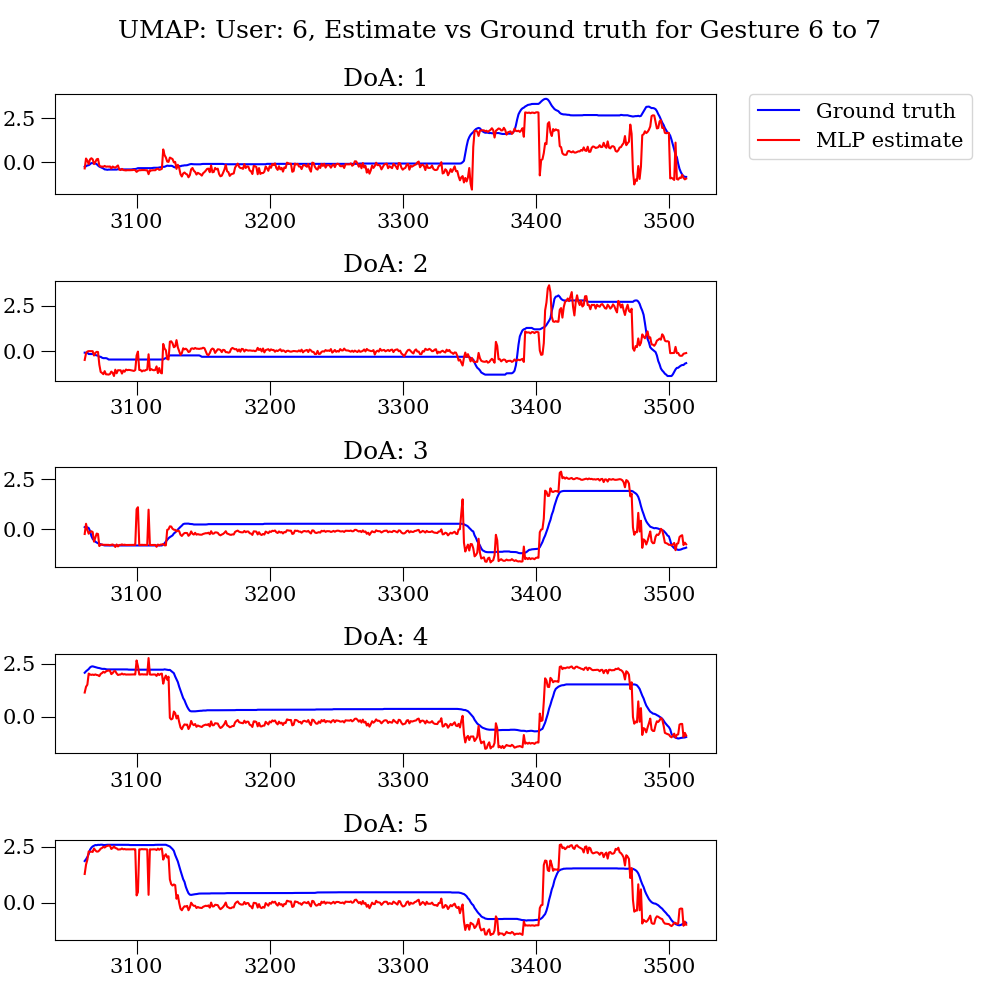 UMAP: User: 6, Estimate vs Ground truth for Gesture 6 to 7
DoA: 1
2.5
0.0
3100 3200 3300 3400 3500
Ground truth
MLP estimate
DoA: 2
2.5
0.0
3100 3200 3300 3400 3500
DoA: 3
2.5
0.0
3100 3200 3300 3400 3500
DoA: 4
2.5
0.0
3100 3200 3300 3400 3500
DoA: 5
2.5
0.0
3100 3200 3300 3400 3500